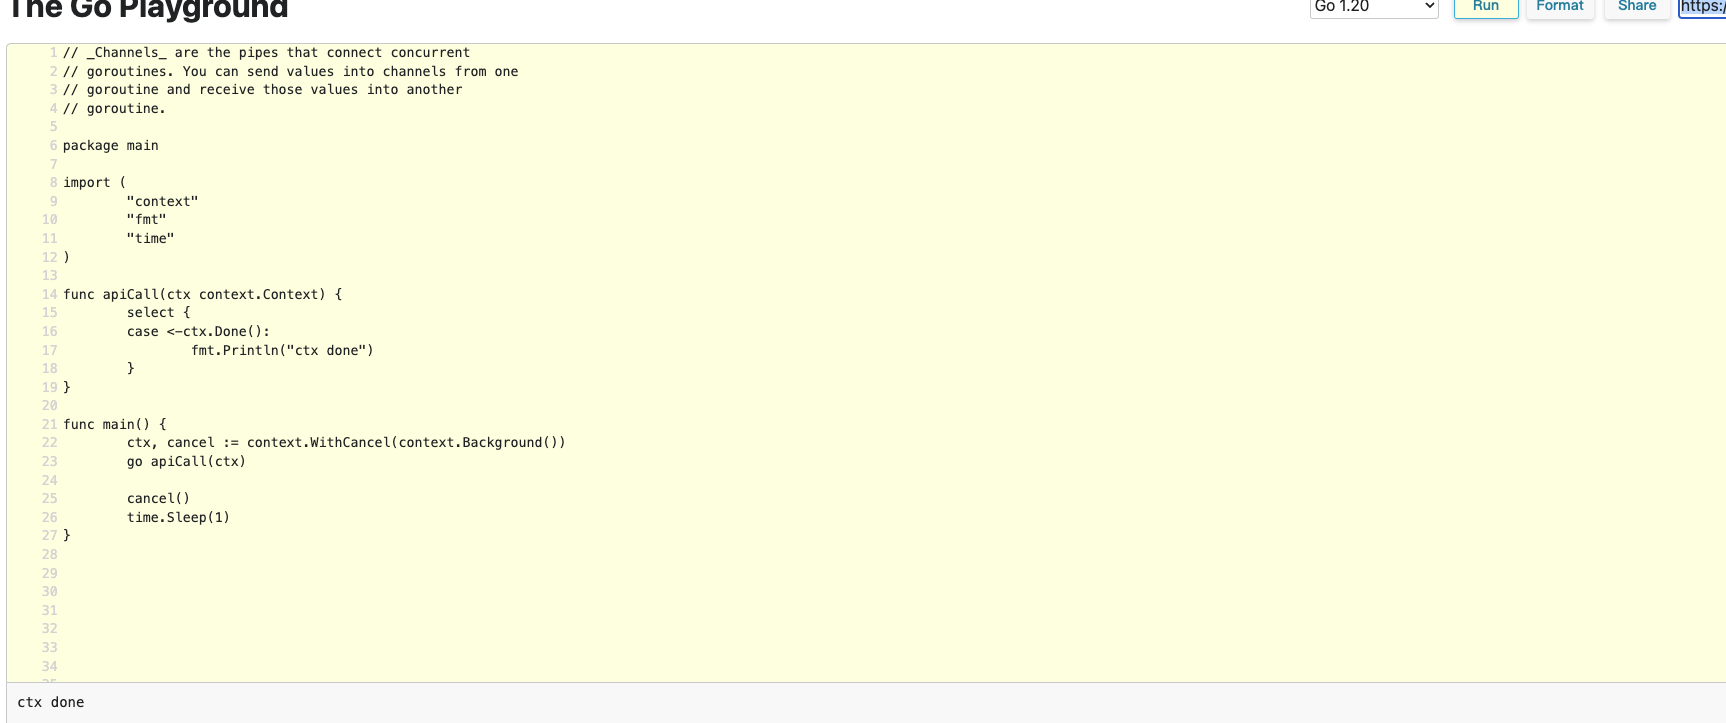 The Go Playground
Go 1.20
Run
Format
Share
https:/
1 // _Channels_ are the pipes that connect concurrent
2 // goroutines. You can send values into channels from one
3 // goroutine and receive those values into another
4 // goroutine.
5
6 package main
7
8 import (
9         "context"
10         "fmt"
11         "time"
12 )
13
14 func apiCall(ctx context.Context) {
15         select {
16         case <-ctx.Done():
17                 fmt.Println("ctx done")
18         }
19 }
20
21 func main() {
22         ctx, cancel := context.WithCancel(context.Background())
23         go apiCall(ctx)
24
25         cancel()
26         time.Sleep(1)
27 }
28
29
30
31
32
33
34
35
ctx done